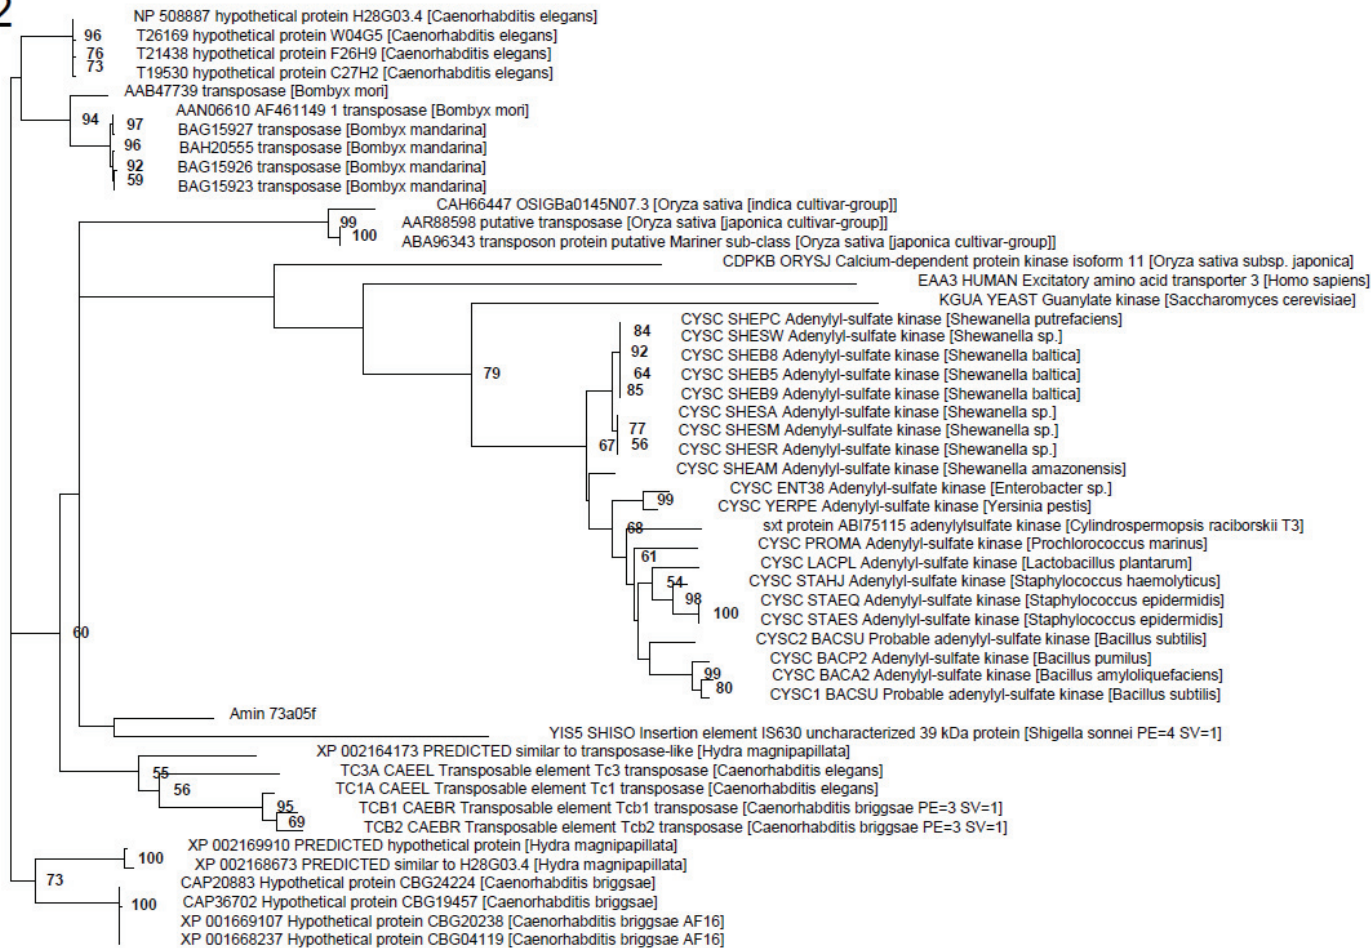 2
NP 508887 hypothetical protein H28G03.4 [Caenorhabditis elegans]
96 T26169 hypothetical protein W04G5 [Caenorhabditis elegans]
76 T21438 hypothetical protein F26H9 [Caenorhabditis elegans]
73 T19530 hypothetical protein C27H2 [Caenorhabditis elegans]
AAB47739 transposase [Bombyx mori]
AAN06610 AF461149 1 transposase [Bombyx mori]
94 97 BAG15927 transposase [Bombyx mandarina]
96 BAH20555 transposase [Bombyx mandarina]
92 BAG15926 transposase [Bombyx mandarina]
59 BAG15923 transposase [Bombyx mandarina]
CAH66447 OSIGBa0145N07.3 [Oryza sativa [indica cultivar-group]]
99 AAR88598 putative transposase [Oryza sativa [japonica cultivar-group]]
100 ABA96343 transposon protein putative Mariner sub-class [Oryza sativa [japonica cultivar-group]]
CDPKB ORYSJ Calcium-dependent protein kinase isoform 11 [Oryza sativa subsp. japonica]
EAA3 HUMAN Excitatory amino acid transporter 3 [Homo sapiens]
KGUA YEAST Guanylate kinase [Saccharomyces cerevisiae]
CYSC SHEPC Adenylyl-sulfate kinase [Shewanella putrefaciens]
84 CYSC SHESW Adenylyl-sulfate kinase [Shewanella sp.]
92 CYSC SHEB8 Adenylyl-sulfate kinase [Shewanella baltica]
79 64 CYSC SHEB5 Adenylyl-sulfate kinase [Shewanella baltica]
85 CYSC SHEB9 Adenylyl-sulfate kinase [Shewanella baltica]
CYSC SHESA Adenylyl-sulfate kinase [Shewanella sp.]
77 CYSC SHESM Adenylyl-sulfate kinase [Shewanella sp.]
67 56 CYSC SHESR Adenylyl-sulfate kinase [Shewanella sp.]
CYSC SHEAM Adenylyl-sulfate kinase [Shewanella amazonensis]
CYSC ENT38 Adenylyl-sulfate kinase [Enterobacter sp.]
99 CYSC YERPE Adenylyl-sulfate kinase [Yersinia pestis]
68 sxt protein ABI75115 adenylylsulfate kinase [Cylindrospermopsis raciborskii T3]
61 CYSC PROMA Adenylyl-sulfate kinase [Prochlorococcus marinus]
CYSC LACPL Adenylyl-sulfate kinase [Lactobacillus plantarum]
54 CYSC STAHJ Adenylyl-sulfate kinase [Staphylococcus haemolyticus]
98 CYSC STAEQ Adenylyl-sulfate kinase [Staphylococcus epidermidis]
100 CYSC STAES Adenylyl-sulfate kinase [Staphylococcus epidermidis]
60 CYSC2 BACSU Probable adenylyl-sulfate kinase [Bacillus subtilis]
CYSC BACP2 Adenylyl-sulfate kinase [Bacillus pumilus]
99 CYSC BACA2 Adenylyl-sulfate kinase [Bacillus amyloliquefaciens]
80 CYSC1 BACSU Probable adenylyl-sulfate kinase [Bacillus subtilis]
Amin 73a05f
YIS5 SHISO Insertion element IS630 uncharacterized 39 kDa protein [Shigella sonnei PE=4 SV=1]
XP 002164173 PREDICTED similar to transposase-like [Hydra magnipapillata]
55 TC3A CAEEL Transposable element Tc3 transposase [Caenorhabditis elegans]
56 TC1A CAEEL Transposable element Tc1 transposase [Caenorhabditis elegans]
95 TCB1 CAEBR Transposable element Tcb1 transposase [Caenorhabditis briggsae PE=3 SV=1]
69 TCB2 CAEBR Transposable element Tcb2 transposase [Caenorhabditis briggsae PE=3 SV=1]
XP 002169910 PREDICTED hypothetical protein [Hydra magnipapillata]
100 XP 002168673 PREDICTED similar to H28G03.4 [Hydra magnipapillata]
73 CAP20883 Hypothetical protein CBG24224 [Caenorhabditis briggsae]
100 CAP36702 Hypothetical protein CBG19457 [Caenorhabditis briggsae]
XP 001669107 Hypothetical protein CBG20238 [Caenorhabditis briggsae AF16]
XP 001668237 Hypothetical protein CBG04119 [Caenorhabditis briggsae AF16]